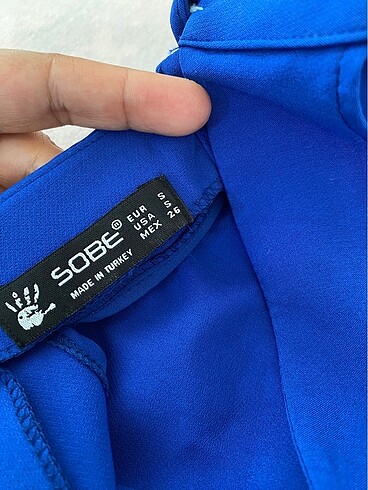 SOBE®
MADE IN TURKEY
EUR S
USA S
MEX 26